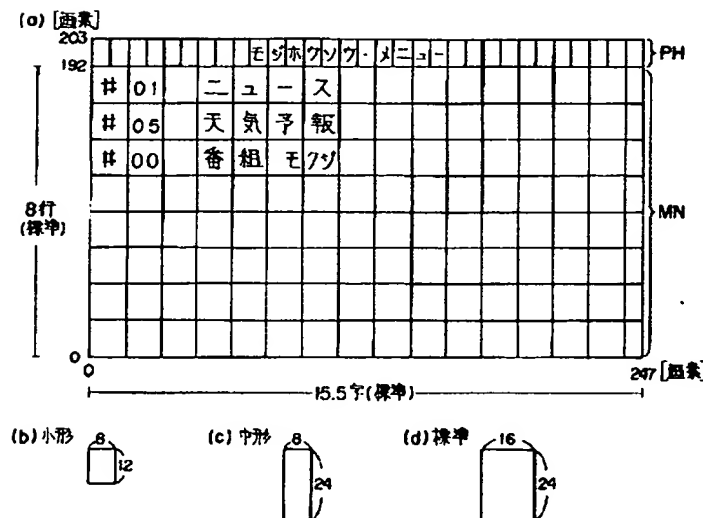 (a) [画素]
203
モジホウソウ・メニュー
PH
192
# 01 ニュース
# 05 天気予報
# 00 番組 モクジ
8行
(標準)
MN
0
0
247 [画素]
15.5字(標準)
(b) 小形 8 12
(c) 中形 8 24
(d) 標準 16 24